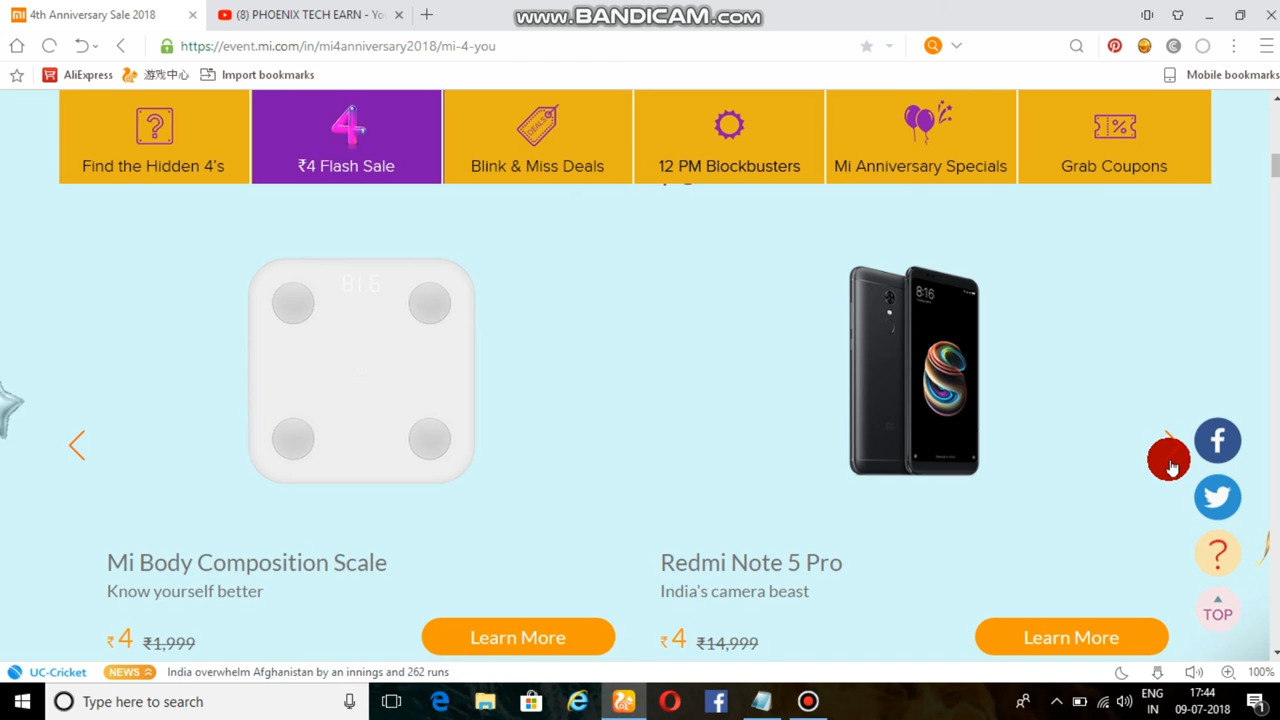 4th Anniversary Sale 2018
(8) PHOENIX TECH EARN - Yo
www.BANDICAM.com
https://event.mi.com/in/mi4anniversary2018/mi-4-you
AliExpress
游戏中心
Import bookmarks
Mobile bookmarks
Find the Hidden 4's
₹4 Flash Sale
Blink & Miss Deals
12 PM Blockbusters
Mi Anniversary Specials
Grab Coupons
8:16
Mi Body Composition Scale
Know yourself better
₹ 4 ₹1,999
Learn More
Redmi Note 5 Pro
India's camera beast
₹ 4 ₹14,999
Learn More
TOP
UC-Cricket
NEWS
India overwhelm Afghanistan by an innings and 262 runs
100%
Type here to search
ENG
IN
17:44
09-07-2018